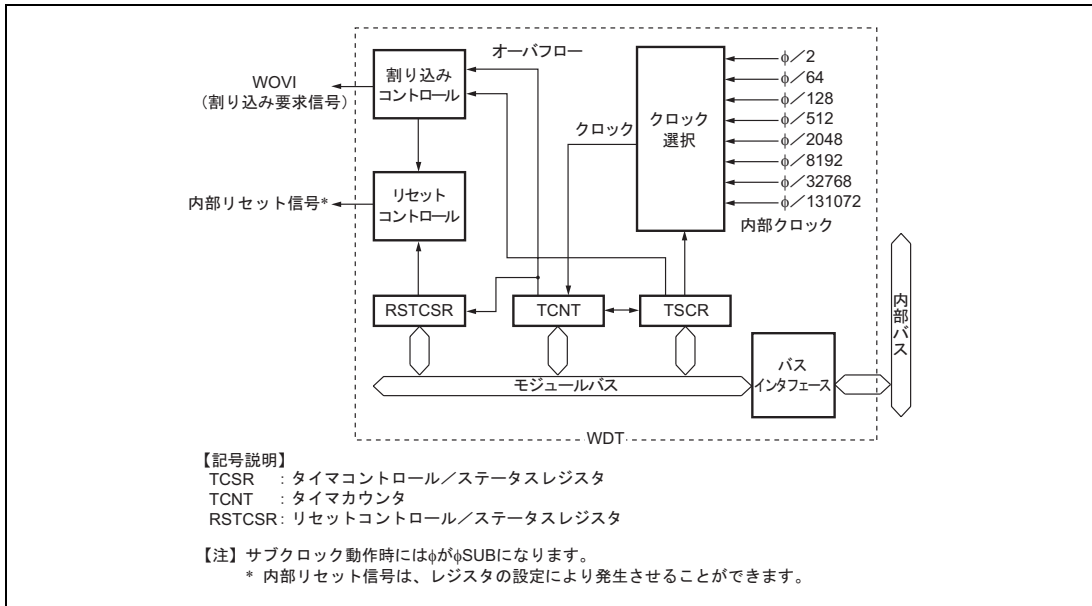 オーバフロー
WOVI
（割り込み要求信号）
割り込み
コントロール
クロック
クロック
選択
φ／2
φ／64
φ／128
φ／512
φ／2048
φ／8192
φ／32768
φ／131072
内部クロック
内部リセット信号*
リセット
コントロール
RSTCSR
TCNT
TSCR
内部バス
モジュールバス
バス
インタフェース
WDT
【記号説明】
TCSR ：タイマコントロール／ステータスレジスタ
TCNT ：タイマカウンタ
RSTCSR：リセットコントロール／ステータスレジスタ
【注】サブクロック動作時にはφがφSUBになります。
* 内部リセット信号は、レジスタの設定により発生させることができます。